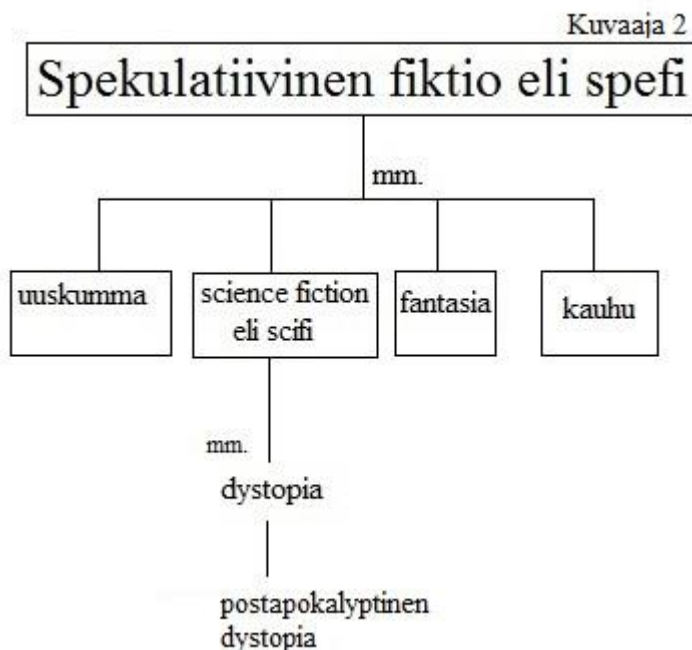 Kuvaaja 2
Spekulatiivinen fiktio eli spefi
mm.
uuskumma
science fiction
eli scifi
fantasia
kauhu
mm.
dystopia
postapokalyptinen
dystopia